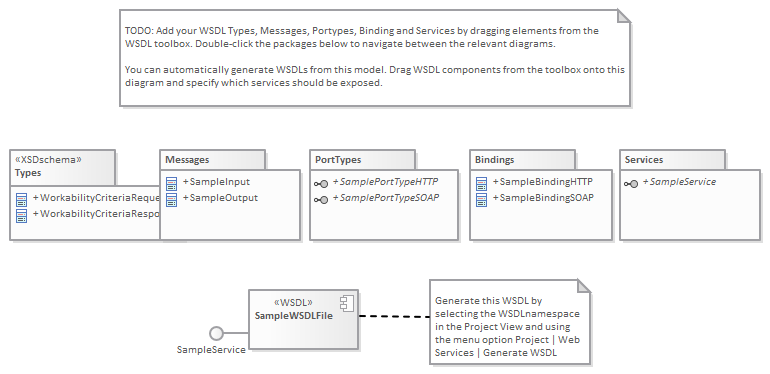 TODO: Add your WSDL Types, Messages, Portypes, Binding and Services by dragging elements from the
WSDL toolbox. Double-click the packages below to navigate between the relevant diagrams.
You can automatically generate WSDLs from this model. Drag WSDL components from the toolbox onto this
diagram and specify which services should be exposed.
«XSDschema»
Types
+ WorkabilityCriteriaReque
+ WorkabilityCriteriaRespo
Messages
+ SampleInput
+ SampleOutput
PortTypes
+ SamplePortTypeHTTP
+ SamplePortTypeSOAP
Bindings
+ SampleBindingHTTP
+ SampleBindingSOAP
Services
+ SampleService
«WSDL»
SampleWSDLFile
SampleService
Generate this WSDL by
selecting the WSDLnamespace
in the Project View and using
the menu option Project | Web
Services | Generate WSDL